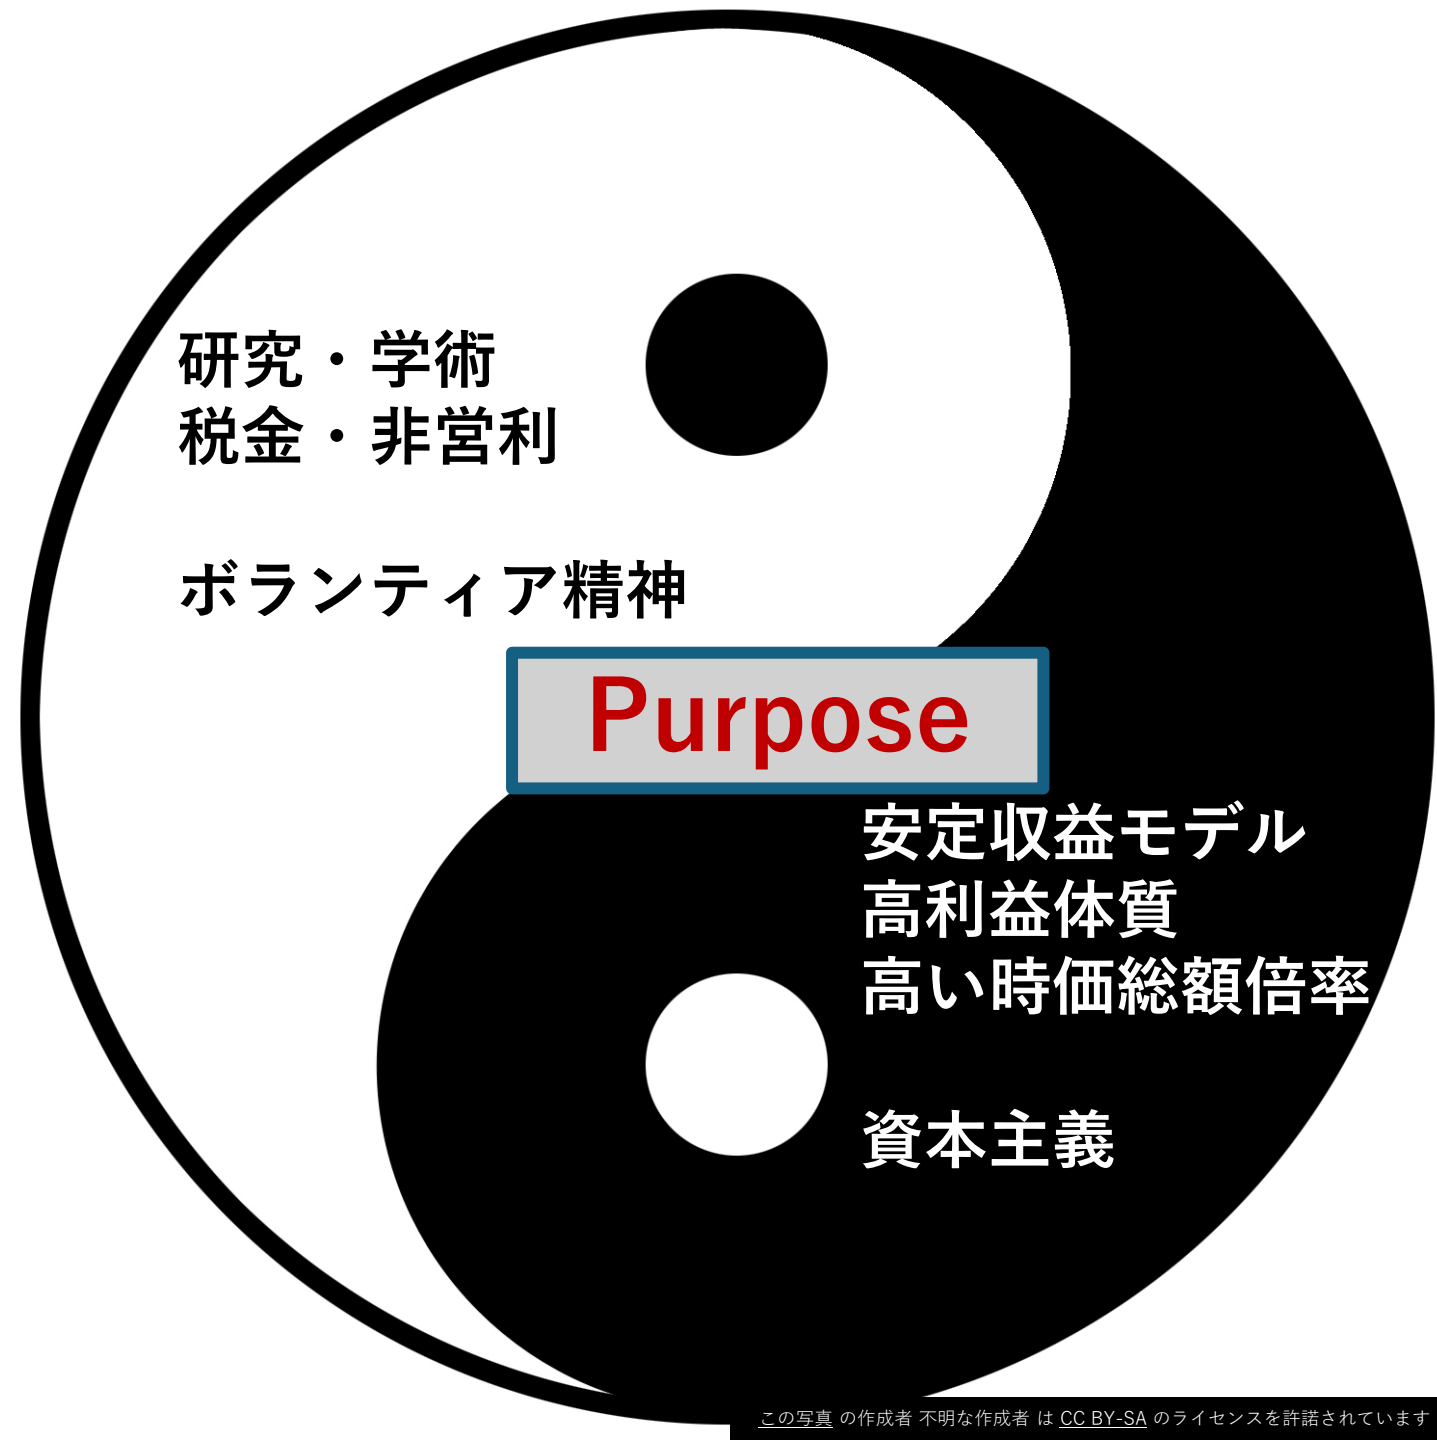 研究・学術
税金・非営利
ボランティア精神
Purpose
安定収益モデル
高利益体質
高い時価総額倍率
資本主義
この写真 の作成者 不明な作成者 は CC BY-SA のライセンスを許諾されています